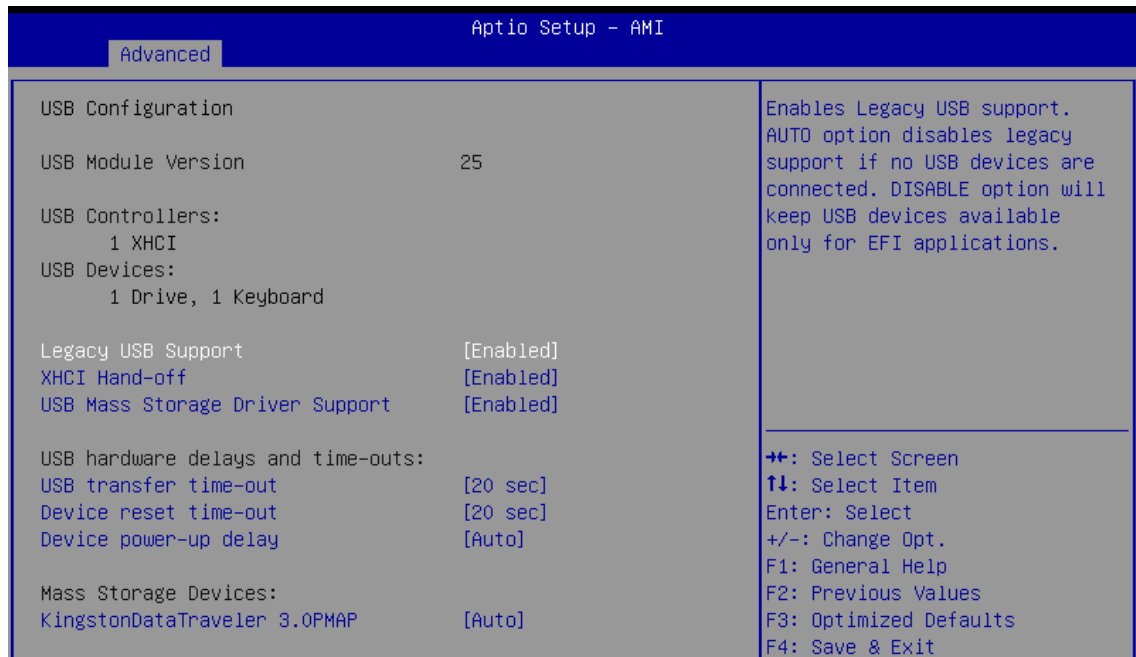 Aptio Setup – AMI
Advanced
USB Configuration
USB Module Version 25
USB Controllers:
1 XHCI
USB Devices:
1 Drive, 1 Keyboard
Legacy USB Support [Enabled]
XHCI Hand-off [Enabled]
USB Mass Storage Driver Support [Enabled]
USB hardware delays and time-outs:
USB transfer time-out [20 sec]
Device reset time-out [20 sec]
Device power-up delay [Auto]
Mass Storage Devices:
KingstonDataTraveler 3.0PMAP [Auto]
Enables Legacy USB support.
AUTO option disables legacy
support if no USB devices are
connected. DISABLE option will
keep USB devices available
only for EFI applications.
→←: Select Screen
↑↓: Select Item
Enter: Select
+/-: Change Opt.
F1: General Help
F2: Previous Values
F3: Optimized Defaults
F4: Save & Exit